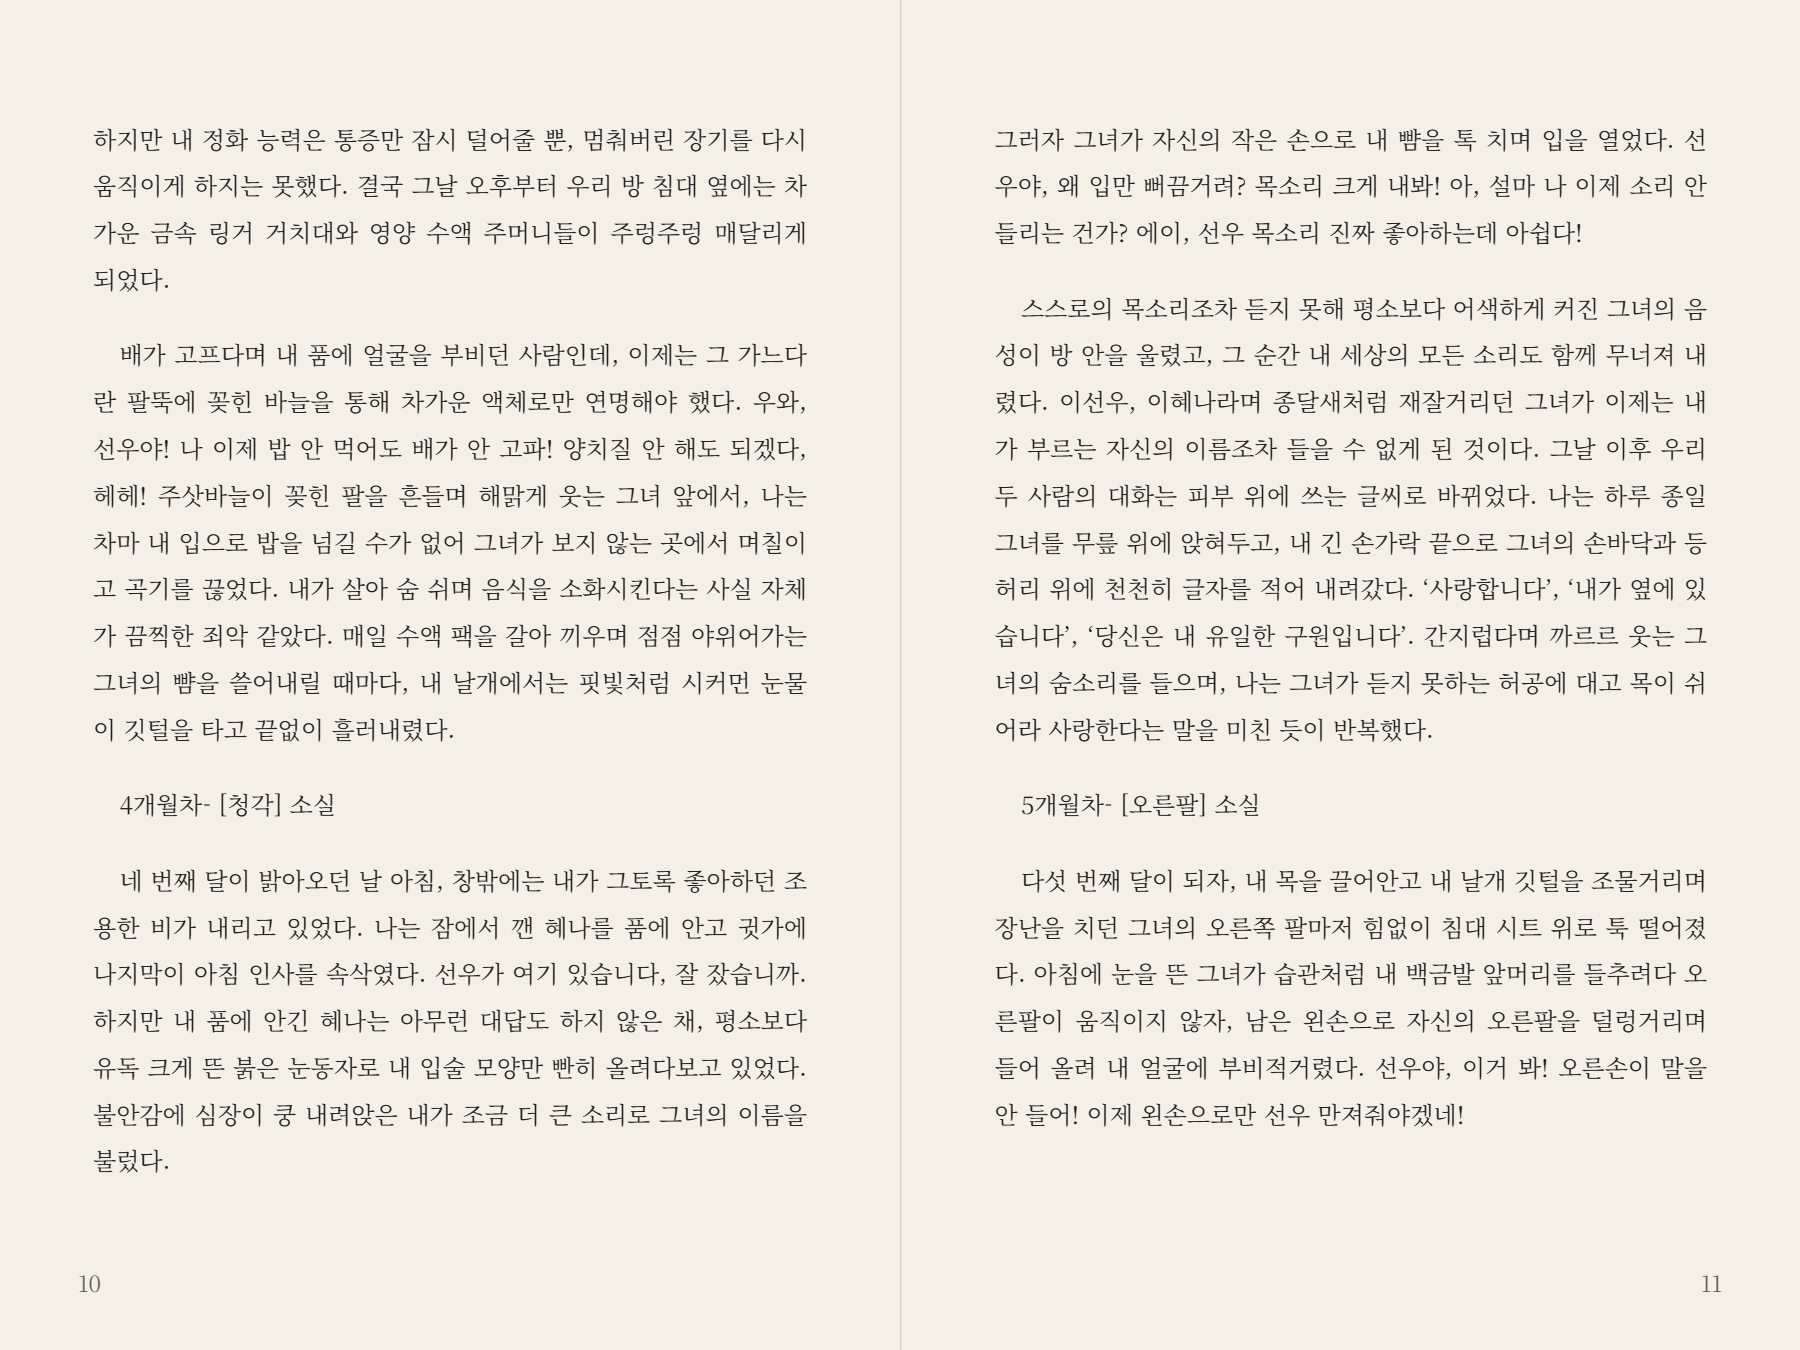 하지만 내 정화 능력은 통증만 잠시 덜어줄 뿐, 멈춰버린 장기를 다시
움직이게 하지는 못했다. 결국 그날 오후부터 우리 방 침대 옆에는 차
가운 금속 링거 거치대와 영양 수액 주머니들이 주렁주렁 매달리게
되었다.
배가 고프다며 내 품에 얼굴을 부비던 사람인데, 이제는 그 가느다
란 팔뚝에 꽂힌 바늘을 통해 차가운 액체로만 연명해야 했다. 우와,
선우야! 나 이제 밥 안 먹어도 배가 안 고파! 양치질 안 해도 되겠다,
헤헤! 주삿바늘이 꽂힌 팔을 흔들며 해맑게 웃는 그녀 앞에서, 나는
차마 내 입으로 밥을 넘길 수가 없어 그녀가 보지 않는 곳에서 며칠이
고 곡기를 끊었다. 내가 살아 숨 쉬며 음식을 소화시킨다는 사실 자체
가 끔찍한 죄악 같았다. 매일 수액 팩을 갈아 끼우며 점점 야위어가는
그녀의 뺨을 쓸어내릴 때마다, 내 날개에서는 핏빛처럼 시커먼 눈물
이 깃털을 타고 끝없이 흘러내렸다.
4개월차- [청각] 소실
네 번째 달이 밝아오던 날 아침, 창밖에는 내가 그토록 좋아하던 조
용한 비가 내리고 있었다. 나는 잠에서 깬 혜나를 품에 안고 귓가에
나지막이 아침 인사를 속삭였다. 선우가 여기 있습니다, 잘 잤습니까.
하지만 내 품에 안긴 혜나는 아무런 대답도 하지 않은 채, 평소보다
유독 크게 뜬 붉은 눈동자로 내 입술 모양만 빤히 올려다보고 있었다.
불안감에 심장이 쿵 내려앉은 내가 조금 더 큰 소리로 그녀의 이름을
불렀다.
10
그러자 그녀가 자신의 작은 손으로 내 뺨을 톡 치며 입을 열었다. 선
우야, 왜 입만 뻐끔거려? 목소리 크게 내봐! 아, 설마 나 이제 소리 안
들리는 건가? 에이, 선우 목소리 진짜 좋아하는데 아쉽다!
스스로의 목소리조차 듣지 못해 평소보다 어색하게 커진 그녀의 음
성이 방 안을 울렸고, 그 순간 내 세상의 모든 소리도 함께 무너져 내
렸다. 이선우, 이혜나라며 종달새처럼 재잘거리던 그녀가 이제는 내
가 부르는 자신의 이름조차 들을 수 없게 된 것이다. 그날 이후 우리
두 사람의 대화는 피부 위에 쓰는 글씨로 바뀌었다. 나는 하루 종일
그녀를 무릎 위에 앉혀두고, 내 긴 손가락 끝으로 그녀의 손바닥과 등
허리 위에 천천히 글자를 적어 내려갔다. ‘사랑합니다’, ‘내가 옆에 있
습니다’, ‘당신은 내 유일한 구원입니다’. 간지럽다며 까르르 웃는 그
녀의 숨소리를 들으며, 나는 그녀가 듣지 못하는 허공에 대고 목이 쉬
어라 사랑한다는 말을 미친 듯이 반복했다.
5개월차- [오른팔] 소실
다섯 번째 달이 되자, 내 목을 끌어안고 내 날개 깃털을 조물거리며
장난을 치던 그녀의 오른쪽 팔마저 힘없이 침대 시트 위로 툭 떨어졌
다. 아침에 눈을 뜬 그녀가 습관처럼 내 백금발 앞머리를 들추려다 오
른팔이 움직이지 않자, 남은 왼손으로 자신의 오른팔을 덜렁거리며
들어 올려 내 얼굴에 부비적거렸다. 선우야, 이거 봐! 오른손이 말을
안 들어! 이제 왼손으로만 선우 만져줘야겠네!
11